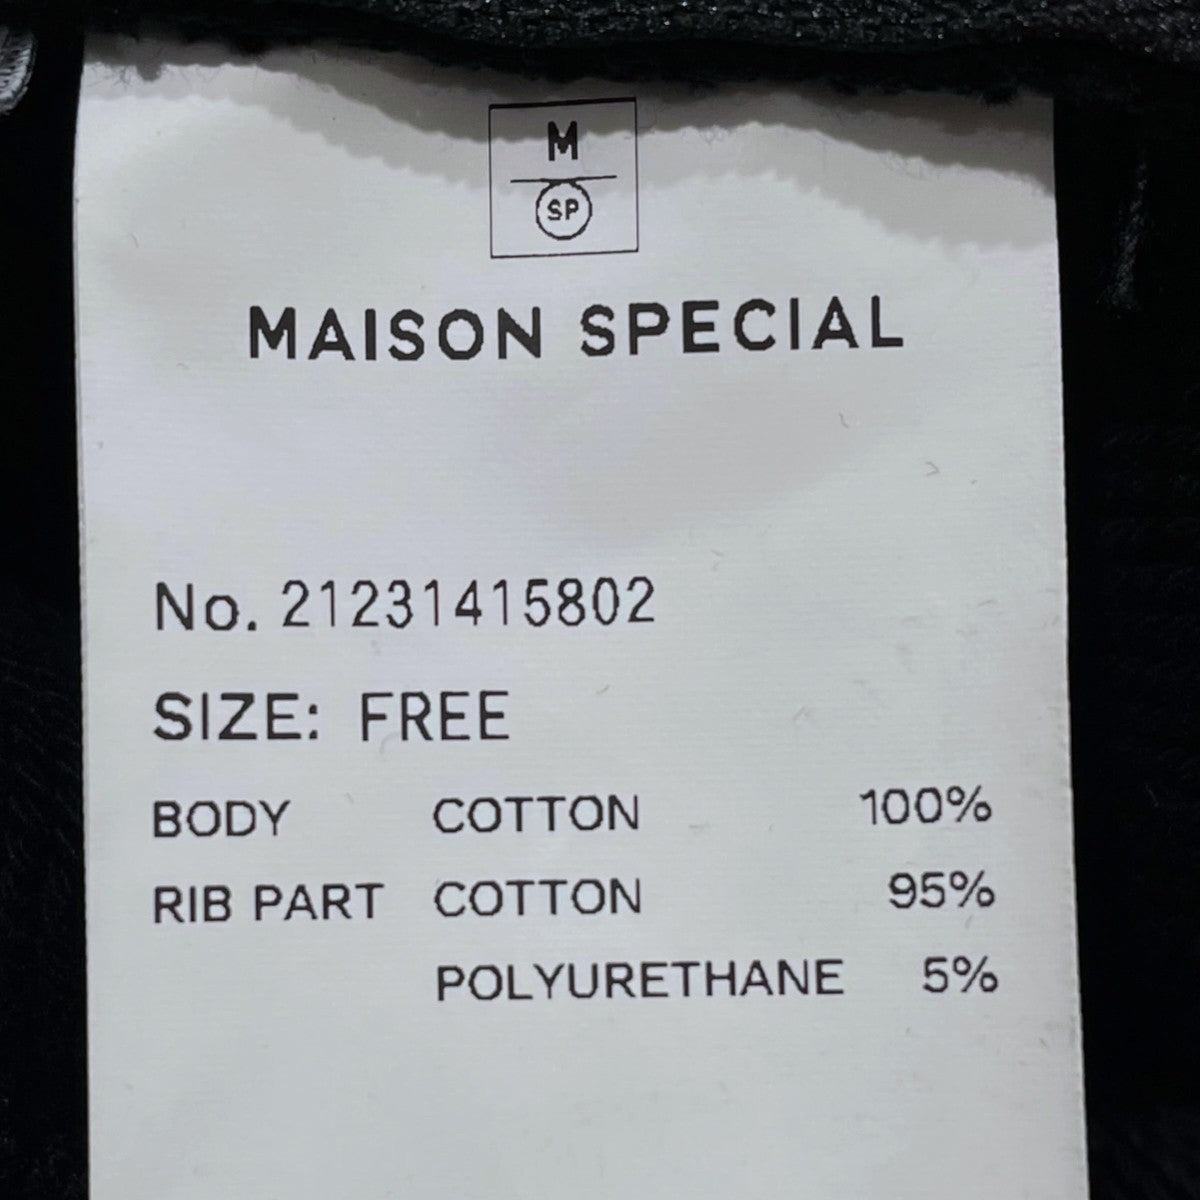 M
SP
MAISON SPECIAL
No. 21231415802
SIZE: FREE
BODY COTTON 100%
RIB PART COTTON 95%
POLYURETHANE 5%